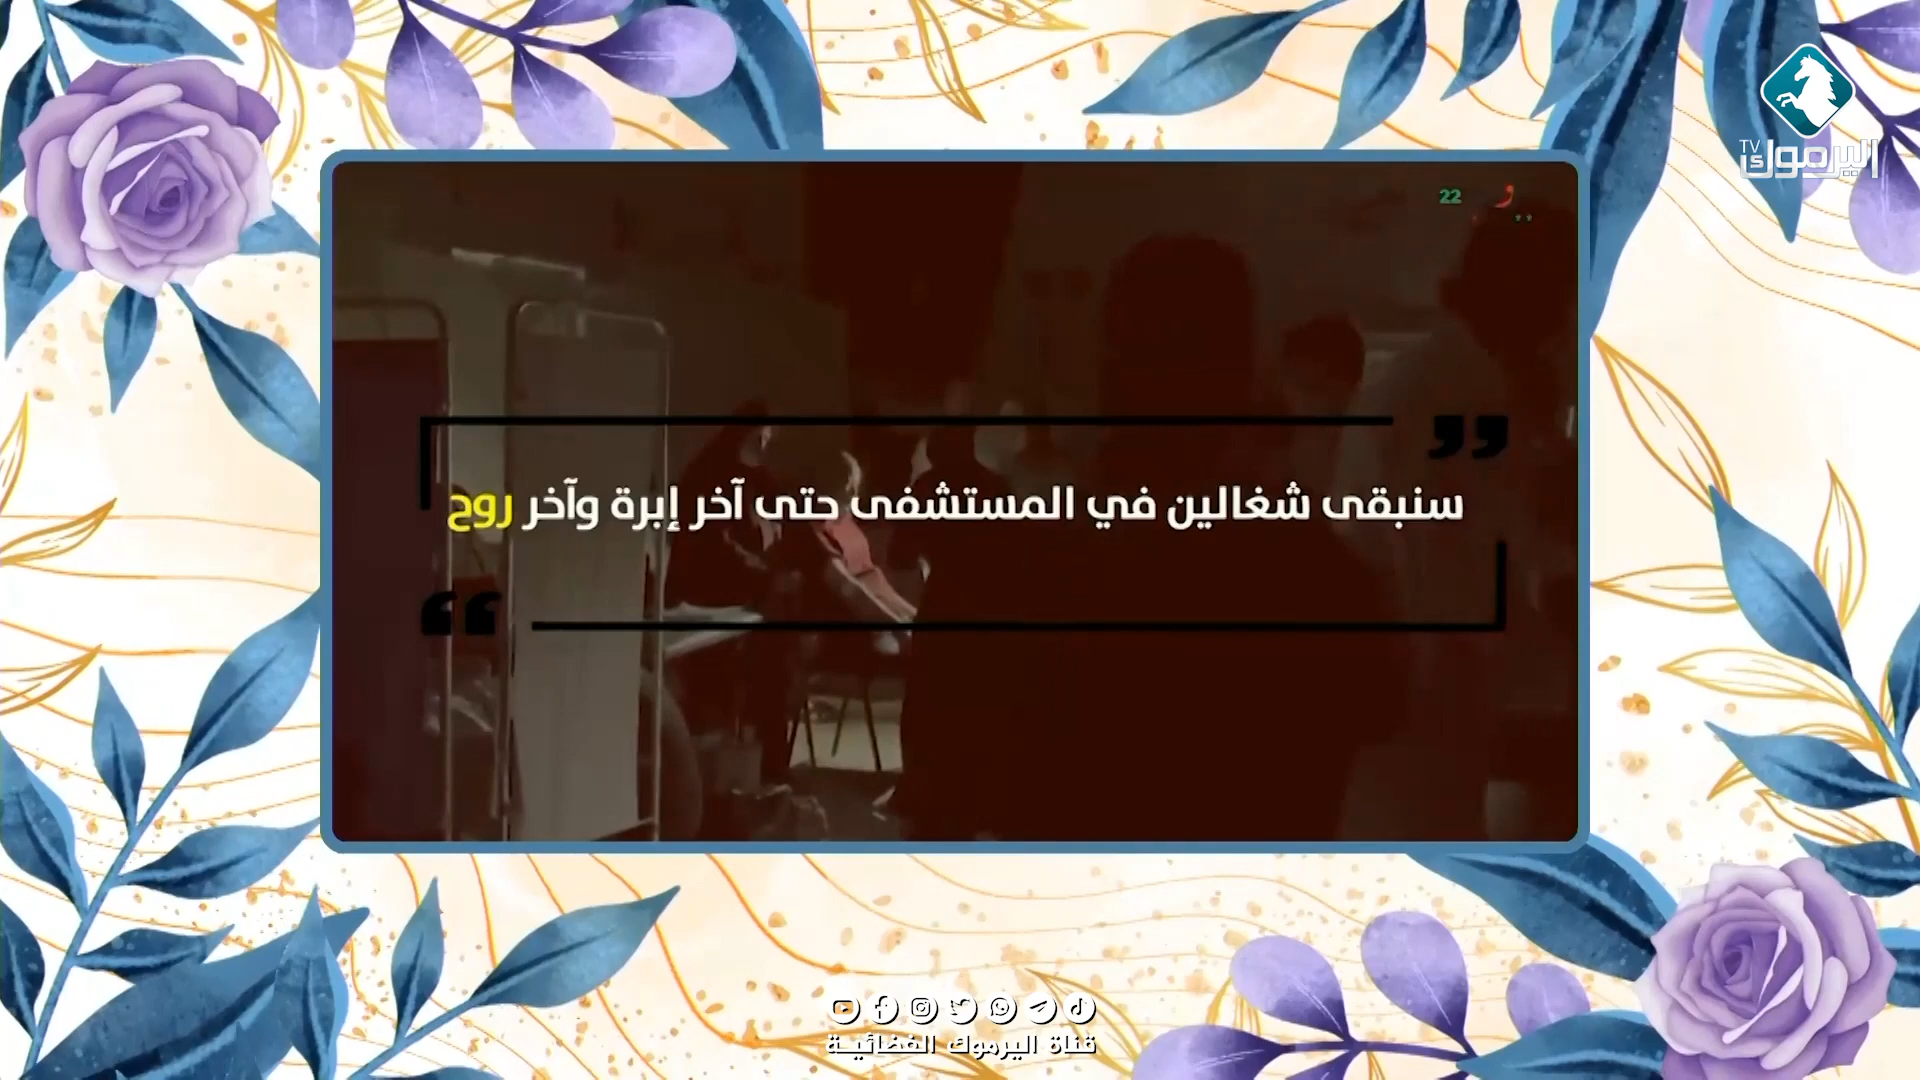 TV
اليرموك
22
سنبقى شغالين في المستشفى حتى آخر إبرة وآخر روح
قناة اليرموك الفضائية